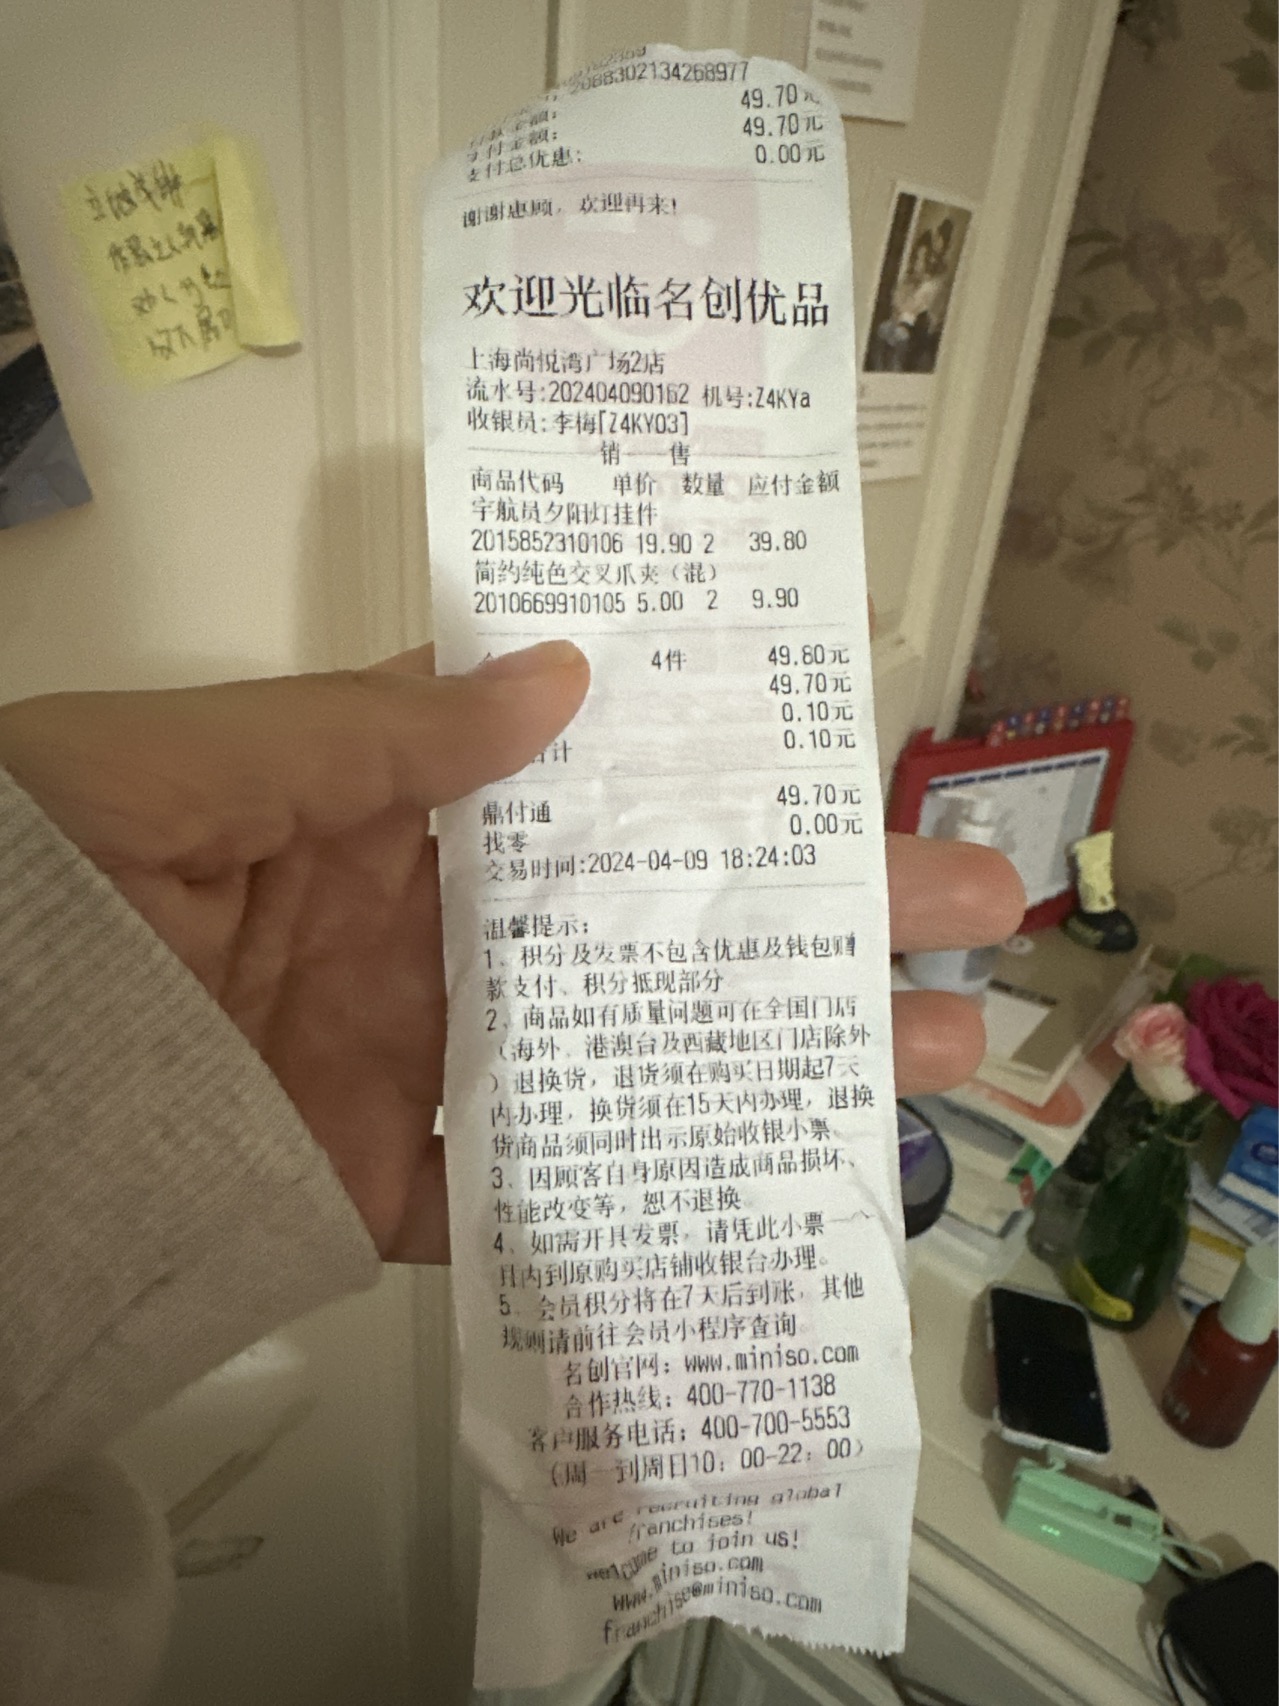 2088302134268977
49.70元
付金额: 49.70元
支付总优惠: 0.00元
谢谢惠顾，欢迎再来!
欢迎光临名创优品
上海尚悦湾广场2店
流水号:202404090162 机号:Z4KYa
收银员:李梅[Z4KY03]
销 售
商品代码 单价 数量 应付金额
宇航员夕阳灯挂件
2015852310106 19.90 2 39.80
简约纯色交叉爪夹（混）
2010669910105 5.00 2 9.90
4件 49.80元
49.70元
0.10元
计 0.10元
鼎付通 49.70元
找零 0.00元
交易时间:2024-04-09 18:24:03
温馨提示:
1、积分及发票不包含优惠及钱包赠
款支付、积分抵现部分
2、商品如有质量问题可在全国门店
（海外、港澳台及西藏地区门店除外
）退换货，退货须在购买日期起7天
内办理，换货须在15天内办理，退换
货商品须同时出示原始收银小票、
3、因顾客自身原因造成商品损坏、
性能改变等，恕不退换
4、如需开具发票，请凭此小票一个
月内到原购买店铺收银台办理。
5、会员积分将在7天后到账，其他
规则请前往会员小程序查询
名创官网：www.miniso.com
合作热线：400-770-1138
客户服务电话：400-700-5553
（周一到周日10：00-22：00）
We are recruiting global
franchises!
welcome to join us!
www.miniso.com
franchise@miniso.com